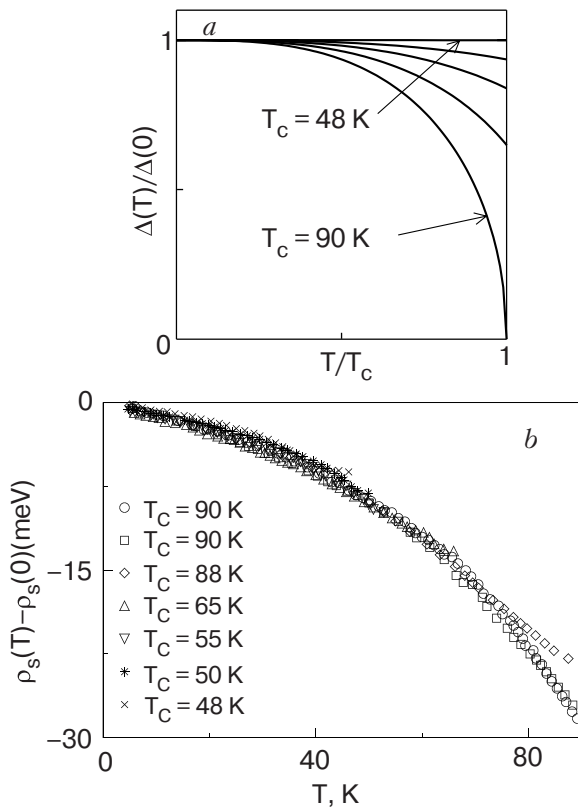 1
a
T_c = 48 K
Δ(T)/Δ(0)
T_c = 90 K
0
T/T_c
1
0
b
○ T_C = 90 K
□ T_C = 90 K
◇ T_C = 88 K
△ T_C = 65 K
▽ T_C = 55 K
* T_C = 50 K
× T_C = 48 K
ρ_s(T)–ρ_s(0)(meV)
–15
–30
0
40
80
T, K